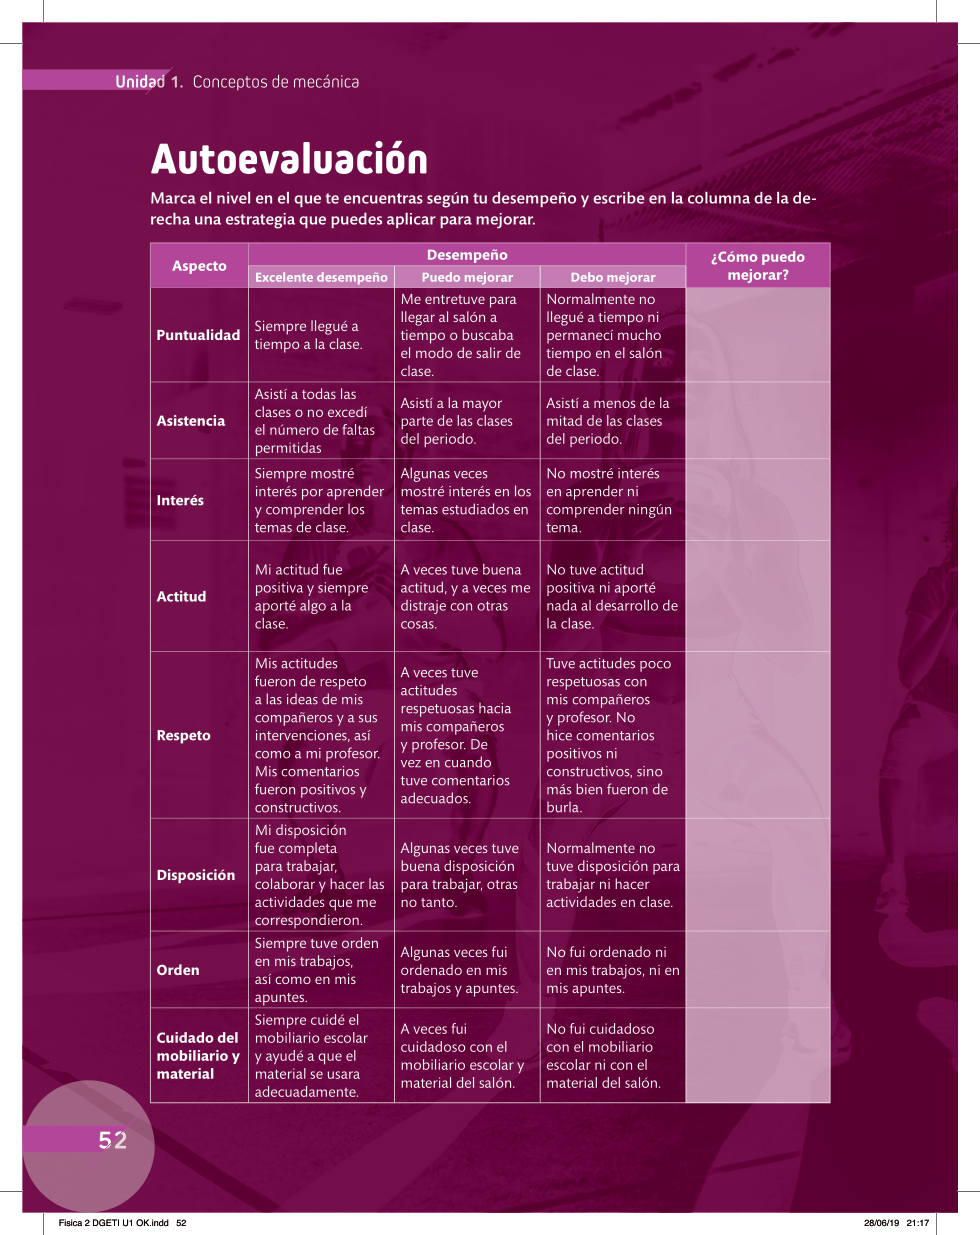 Unidad 1. Conceptos de mecánica
Autoevaluación
Marca el nivel en el que te encuentras según tu desempeño y escribe en la columna de la de-
recha una estrategia que puedes aplicar para mejorar.
Aspecto
Desempeño
¿Cómo puedo
mejorar?
Excelente desempeño
Puedo mejorar
Debo mejorar
Puntualidad
Siempre llegué a
tiempo a la clase.
Me entretuve para
llegar al salón a
tiempo o buscaba
el modo de salir de
clase.
Normalmente no
llegué a tiempo ni
permanecí mucho
tiempo en el salón
de clase.
Asistencia
Asistí a todas las
clases o no excedí
el número de faltas
permitidas
Asistí a la mayor
parte de las clases
del periodo.
Asistí a menos de la
mitad de las clases
del periodo.
Interés
Siempre mostré
interés por aprender
y comprender los
temas de clase.
Algunas veces
mostré interés en los
temas estudiados en
clase.
No mostré interés
en aprender ni
comprender ningún
tema.
Actitud
Mi actitud fue
positiva y siempre
aporté algo a la
clase.
A veces tuve buena
actitud, y a veces me
distraje con otras
cosas.
No tuve actitud
positiva ni aporté
nada al desarrollo de
la clase.
Respeto
Mis actitudes
fueron de respeto
a las ideas de mis
compañeros y a sus
intervenciones, así
como a mi profesor.
Mis comentarios
fueron positivos y
constructivos.
A veces tuve
actitudes
respetuosas hacia
mis compañeros
y profesor. De
vez en cuando
tuve comentarios
adecuados.
Tuve actitudes poco
respetuosas con
mis compañeros
y profesor. No
hice comentarios
positivos ni
constructivos, sino
más bien fueron de
burla.
Disposición
Mi disposición
fue completa
para trabajar,
colaborar y hacer las
actividades que me
correspondieron.
Algunas veces tuve
buena disposición
para trabajar, otras
no tanto.
Normalmente no
tuve disposición para
trabajar ni hacer
actividades en clase.
Orden
Siempre tuve orden
en mis trabajos,
así como en mis
apuntes.
Algunas veces fui
ordenado en mis
trabajos y apuntes.
No fui ordenado ni
en mis trabajos, ni en
mis apuntes.
Cuidado del
mobiliario y
material
Siempre cuidé el
mobiliario escolar
y ayudé a que el
material se usara
adecuadamente.
A veces fui
cuidadoso con el
mobiliario escolar y
material del salón.
No fui cuidadoso
con el mobiliario
escolar ni con el
material del salón.
52
Fisica 2 DGETI U1 OK.indd 52
28/06/19 21:17